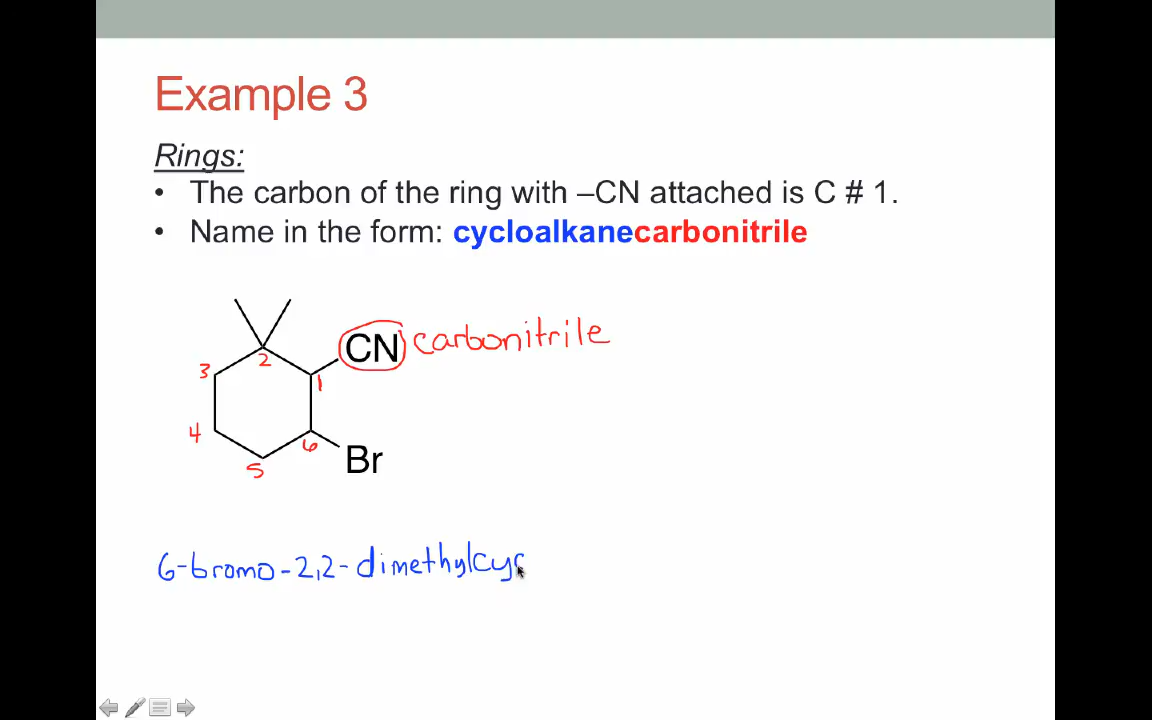 Example 3
Rings:
• The carbon of the ring with –CN attached is C # 1.
• Name in the form: cycloalkanecarbonitrile
CN carbonitrile
2
3
1
4
6
Br
5
6-bromo-2,2-dimethylcyc